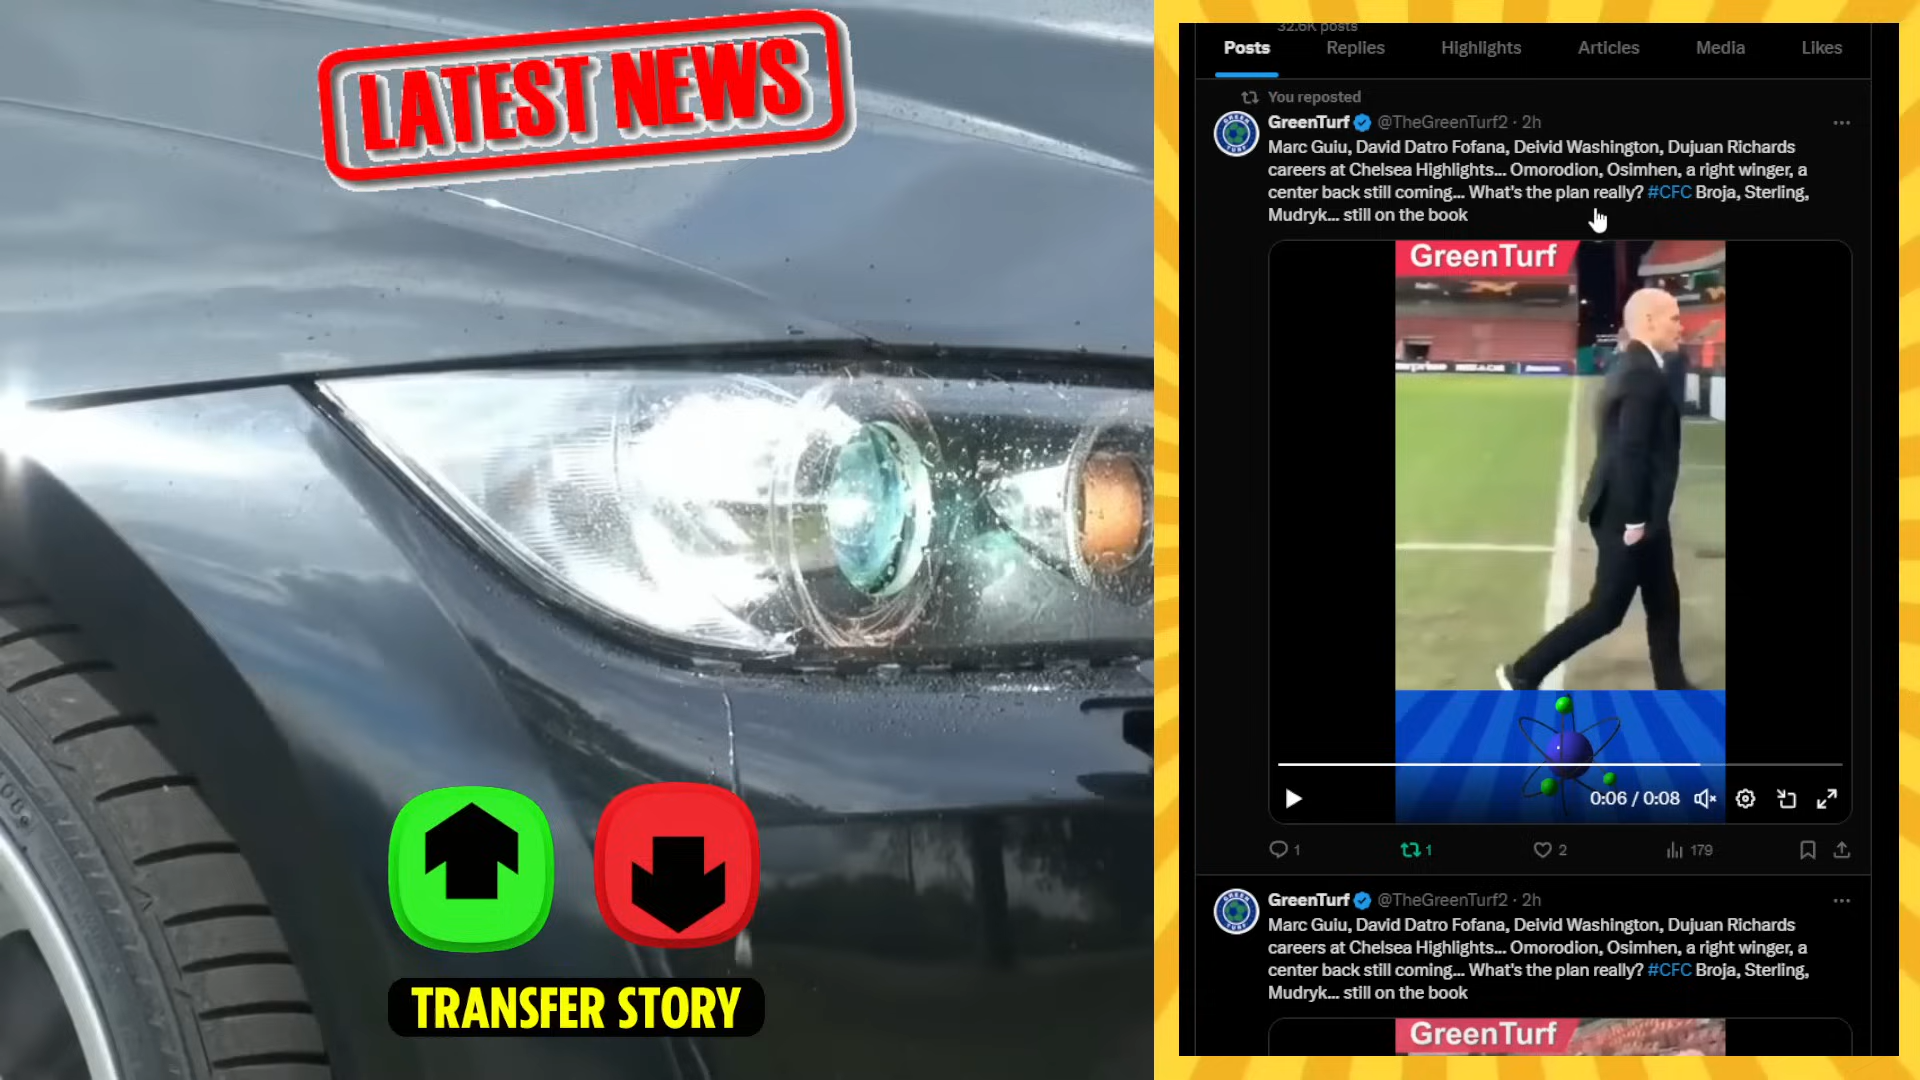 LATEST NEWS
TRANSFER STORY
32.6K posts
Posts Replies Highlights Articles Media Likes
You reposted
GreenTurf @TheGreenTurf2 · 2h
Marc Guiu, David Datro Fofana, Deivid Washington, Dujuan Richards
careers at Chelsea Highlights... Omorodion, Osimhen, a right winger, a
center back still coming... What's the plan really? #CFC Broja, Sterling,
Mudryk... still on the book
GreenTurf
0:06 / 0:08
1 1 2 179
GreenTurf @TheGreenTurf2 · 2h
Marc Guiu, David Datro Fofana, Deivid Washington, Dujuan Richards
careers at Chelsea Highlights... Omorodion, Osimhen, a right winger, a
center back still coming... What's the plan really? #CFC Broja, Sterling,
Mudryk... still on the book
GreenTurf